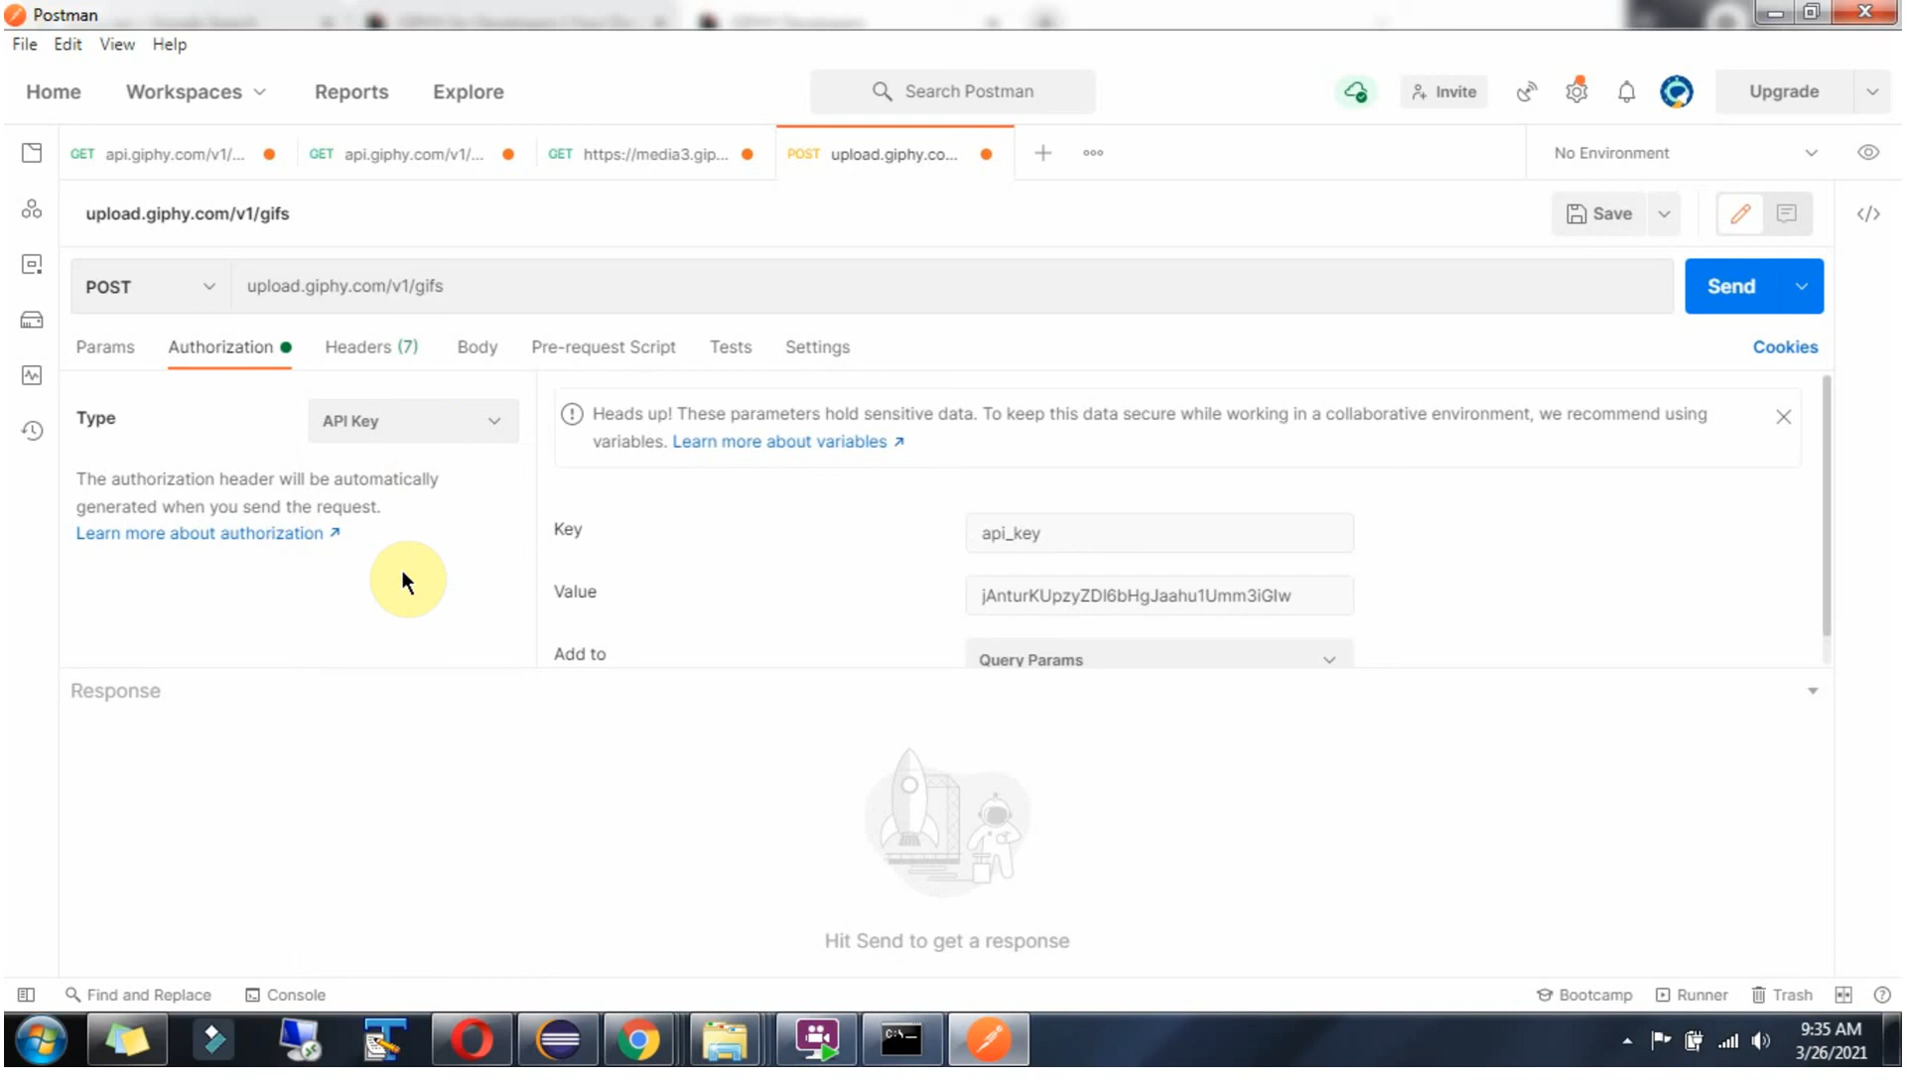 Postman
File Edit View Help
Home Workspaces Reports Explore Search Postman Invite Upgrade
GET api.giphy.com/v1/... GET api.giphy.com/v1/... GET https://media3.gip... POST upload.giphy.co... No Environment
upload.giphy.com/v1/gifs Save
POST upload.giphy.com/v1/gifs Send
Params Authorization Headers (7) Body Pre-request Script Tests Settings Cookies
Type API Key
The authorization header will be automatically
generated when you send the request.
Learn more about authorization
Heads up! These parameters hold sensitive data. To keep this data secure while working in a collaborative environment, we recommend using
variables. Learn more about variables
Key api_key
Value jAnturKUpzyZDl6bHgJaahu1Umm3iGIw
Add to Query Params
Response
Hit Send to get a response
Find and Replace Console Bootcamp Runner Trash
C:\
9:35 AM
3/26/2021